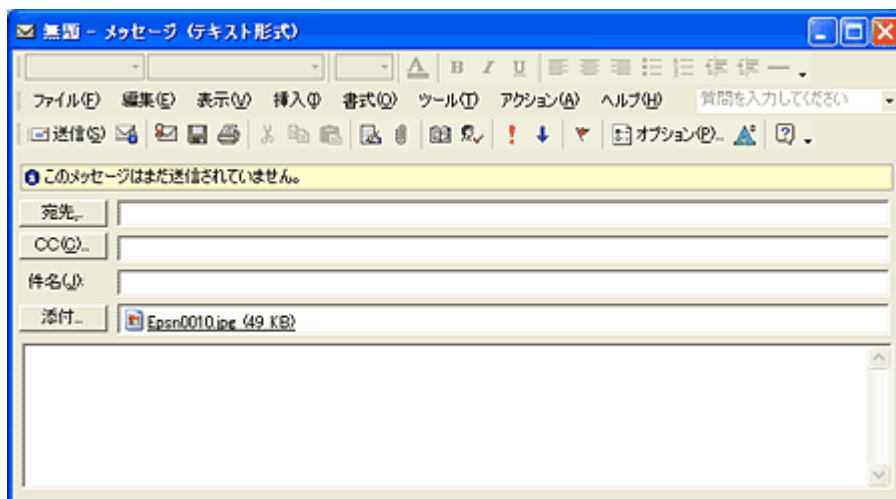 無題 - メッセージ (テキスト形式)
A B I U
ファイル(F) 編集(E) 表示(V) 挿入(I) 書式(O) ツール(T) アクション(A) ヘルプ(H) 質問を入力してください
送信(S) オプション(P)...
このメッセージはまだ送信されていません。
宛先...
CC(C)...
件名(J):
添付... Epsn0010.jpg (49 KB)